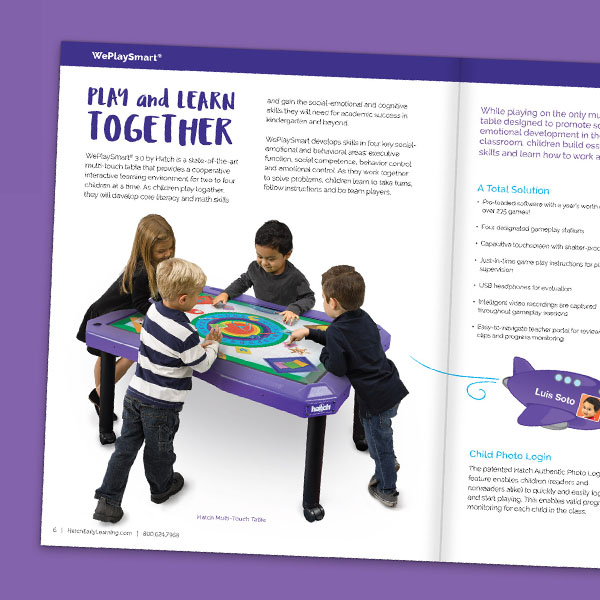 WePlaySmart®
PLAY and LEARN
TOGETHER
WePlaySmart® 3.0 by Hatch is a state-of-the-art
multi-touch table that provides a cooperative
interactive learning environment for two to four
children at a time. As children play together,
they will develop core literacy and math skills
and gain the social-emotional and cognitive
skills they will need for academic success in
kindergarten and beyond.
WePlaySmart develops skills in four key social-
emotional and behavioral areas: executive
function, social competence, behavior control
and emotional control. As they work together
to solve problems, children learn to take turns,
follow instructions and be team players.
hatch
Hatch Multi-Touch Table
6 | HatchEarlyLearning.com | 800.624.7968
While playing on the only mu
table designed to promote so
emotional development in the
classroom, children build ess
skills and learn how to work a
A Total Solution
• Pre-loaded software with a year's worth
over 225 games!
• Four designated gameplay stations
• Capacitive touchscreen with shatter-proo
• Just-in-time game play instructions for
supervision
• USB headphones for evaluation
• Intelligent video recordings are captured
throughout gameplay and interventions
• Easy-to-navigate teacher portal for review
clips and progress monitoring
Luis Soto
Child Photo Login
The patented Hatch Authentic Photo Log
feature enables children (readers and
nonreaders alike) to quickly and easily log
and start playing. This enables valid prog
monitoring for each child in the class.